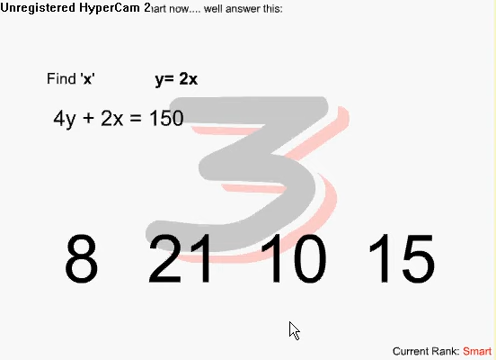 Unregistered HyperCam 2
now.... well answer this:
Find 'x' y= 2x
4y + 2x = 150
3
8 21 10 15
Current Rank: Smart